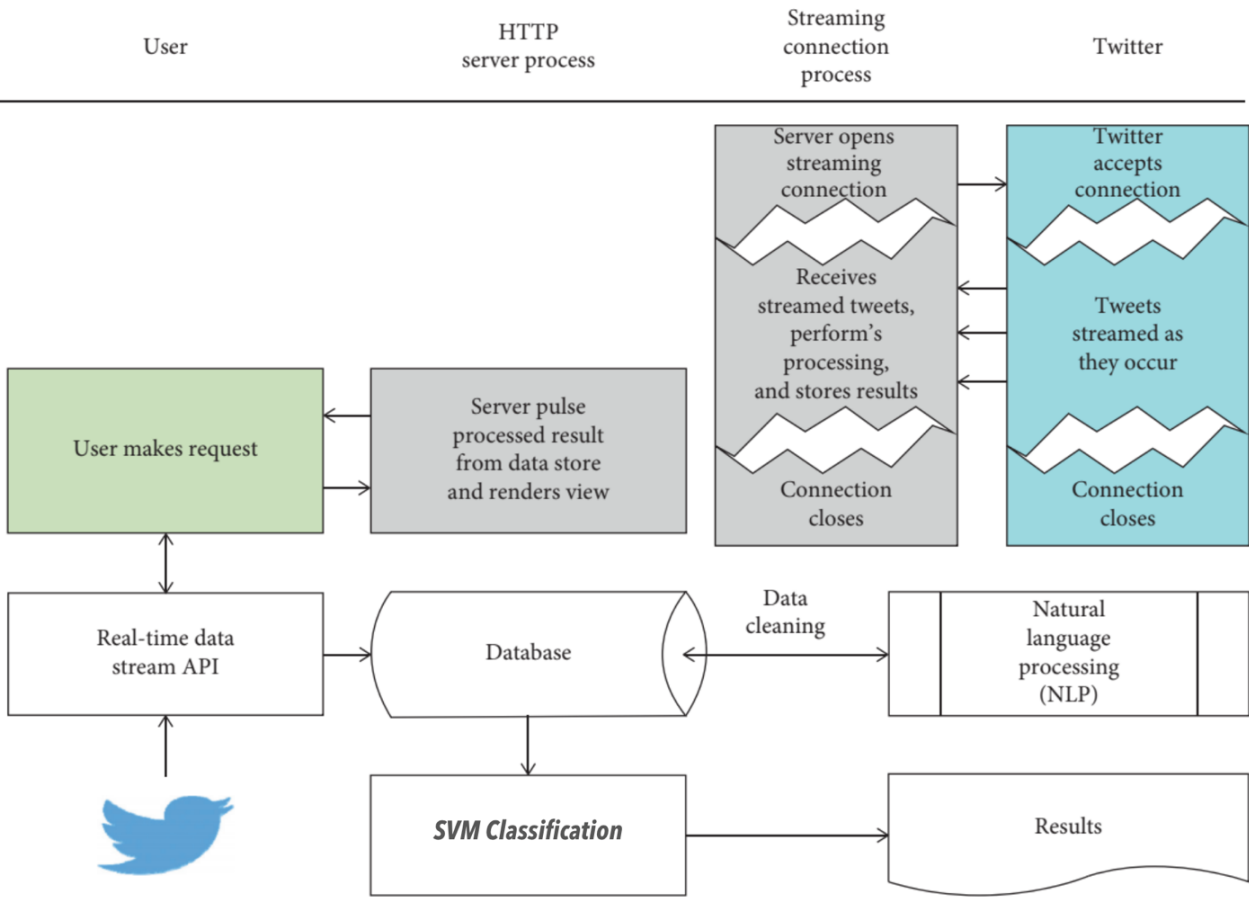 User
HTTP
server process
Streaming
connection
process
Twitter
Server opens
streaming
connection
Twitter
accepts
connection
Receives
streamed tweets,
perform’s
processing,
and stores results
Tweets
streamed as
they occur
User makes request
Server pulse
processed result
from data store
and renders view
Connection
closes
Connection
closes
Real-time data
stream API
Database
Data
cleaning
Natural
language
processing
(NLP)
SVM Classification
Results